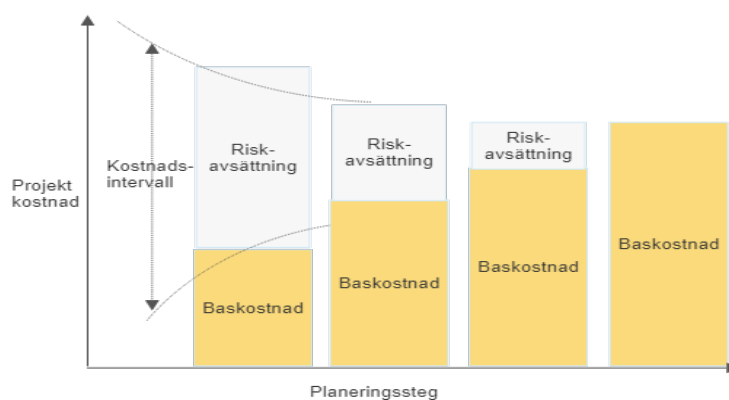 Projekt
kostnad
Kostnads-
intervall
Risk-
avsättning
Baskostnad
Risk-
avsättning
Baskostnad
Risk-
avsättning
Baskostnad
Baskostnad
Planeringssteg